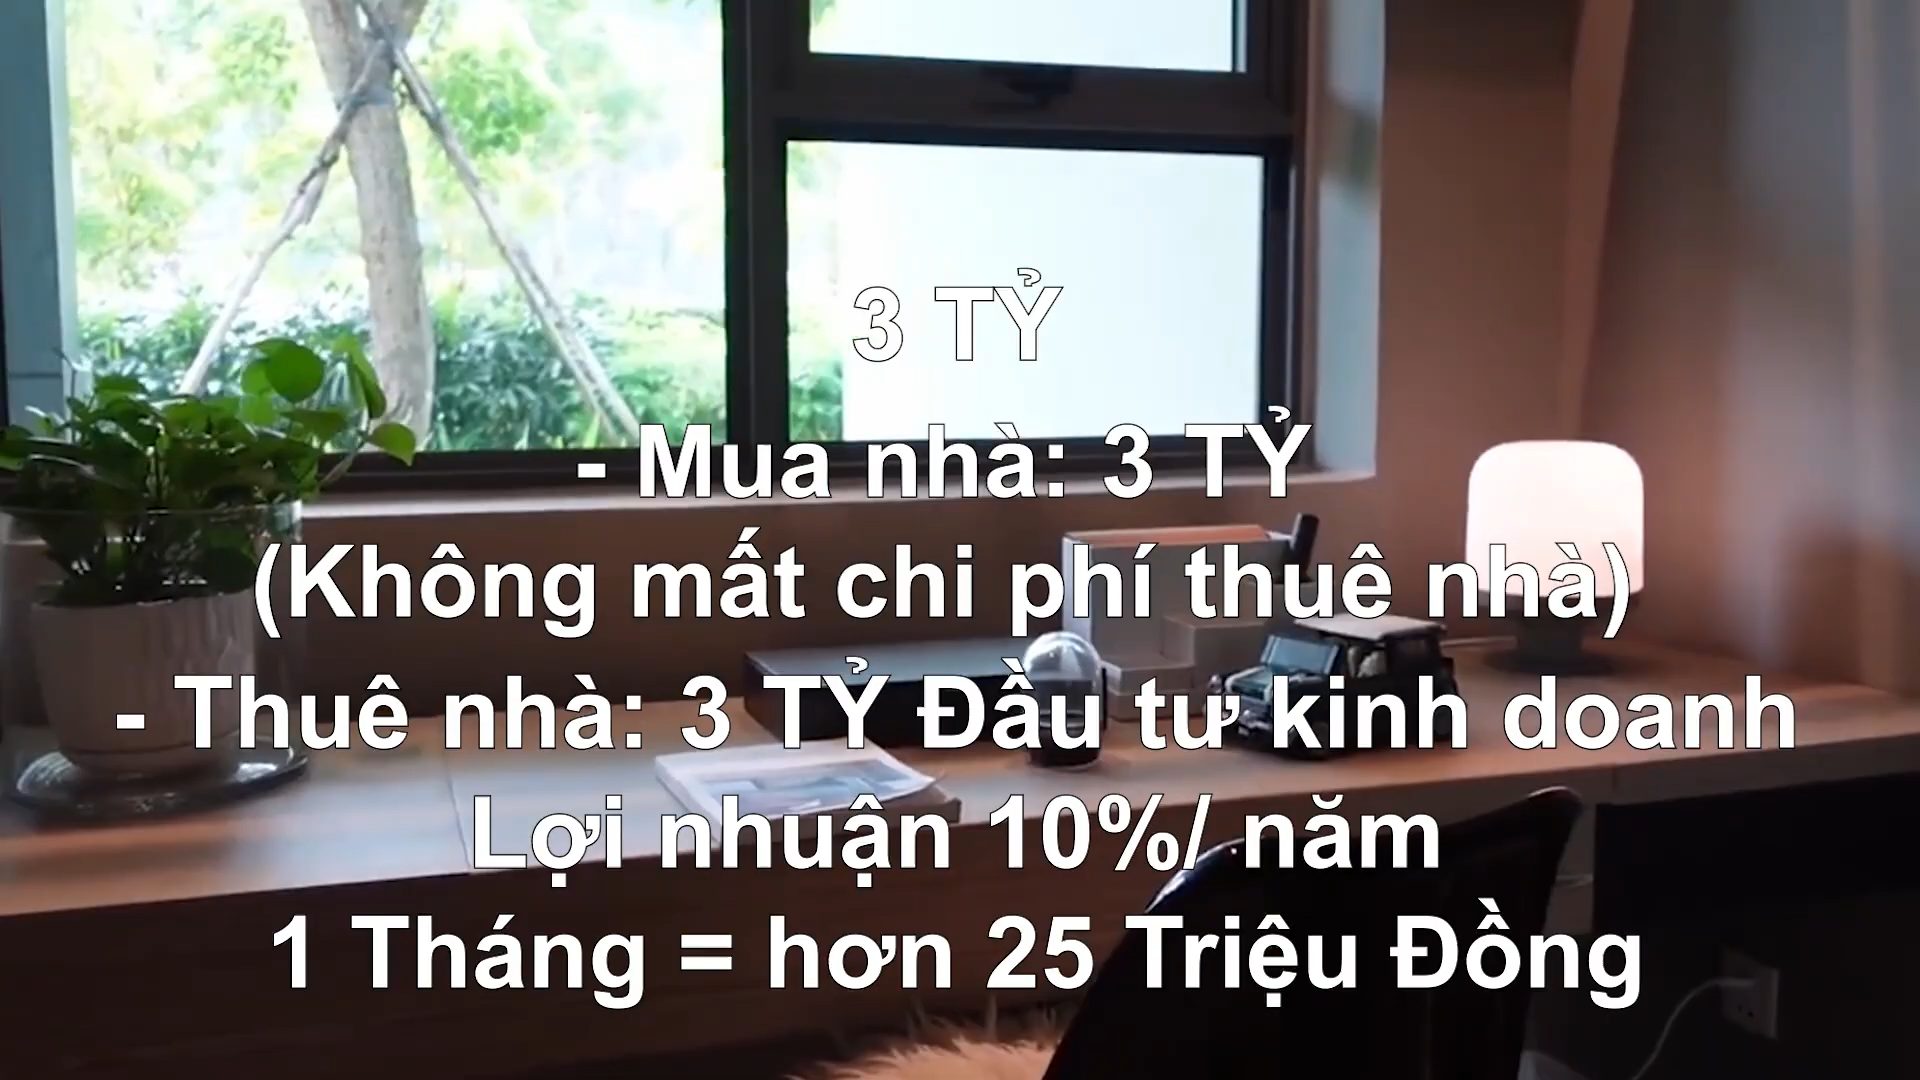 3 TỶ
- Mua nhà: 3 TỶ
(Không mất chi phí thuê nhà)
- Thuê nhà: 3 TỶ Đầu tư kinh doanh
Lợi nhuận 10%/ năm
1 Tháng = hơn 25 Triệu Đồng